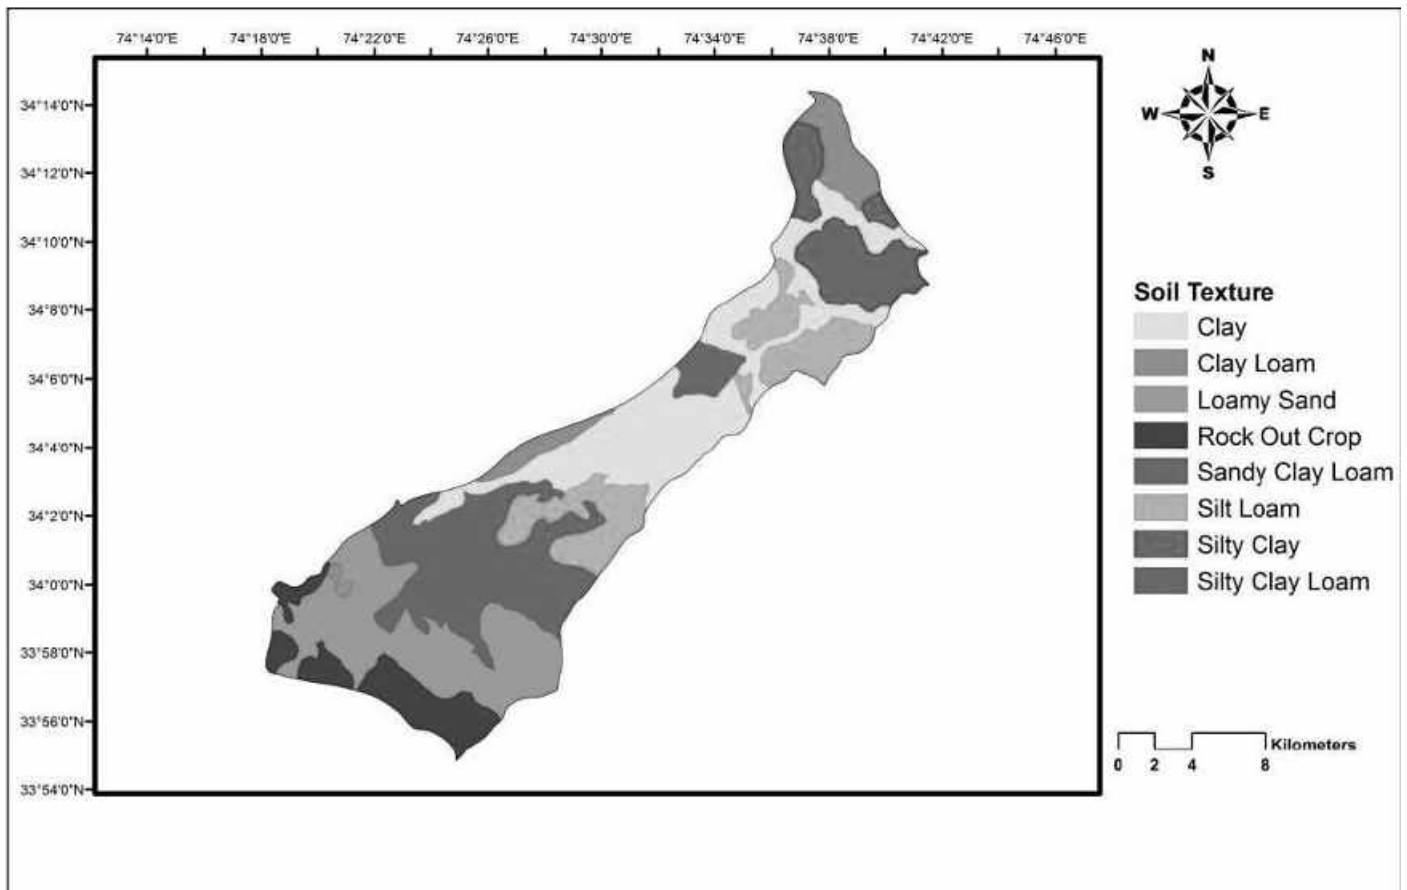 74°14'0"E 74°18'0"E 74°22'0"E 74°26'0"E 74°30'0"E 74°34'0"E 74°38'0"E 74°42'0"E 74°46'0"E
34°14'0"N
34°12'0"N
34°10'0"N
34°8'0"N
34°6'0"N
34°4'0"N
34°2'0"N
34°0'0"N
33°58'0"N
33°56'0"N
33°54'0"N
N
W E
S
Soil Texture
Clay
Clay Loam
Loamy Sand
Rock Out Crop
Sandy Clay Loam
Silt Loam
Silty Clay
Silty Clay Loam
Kilometers
0 2 4 8